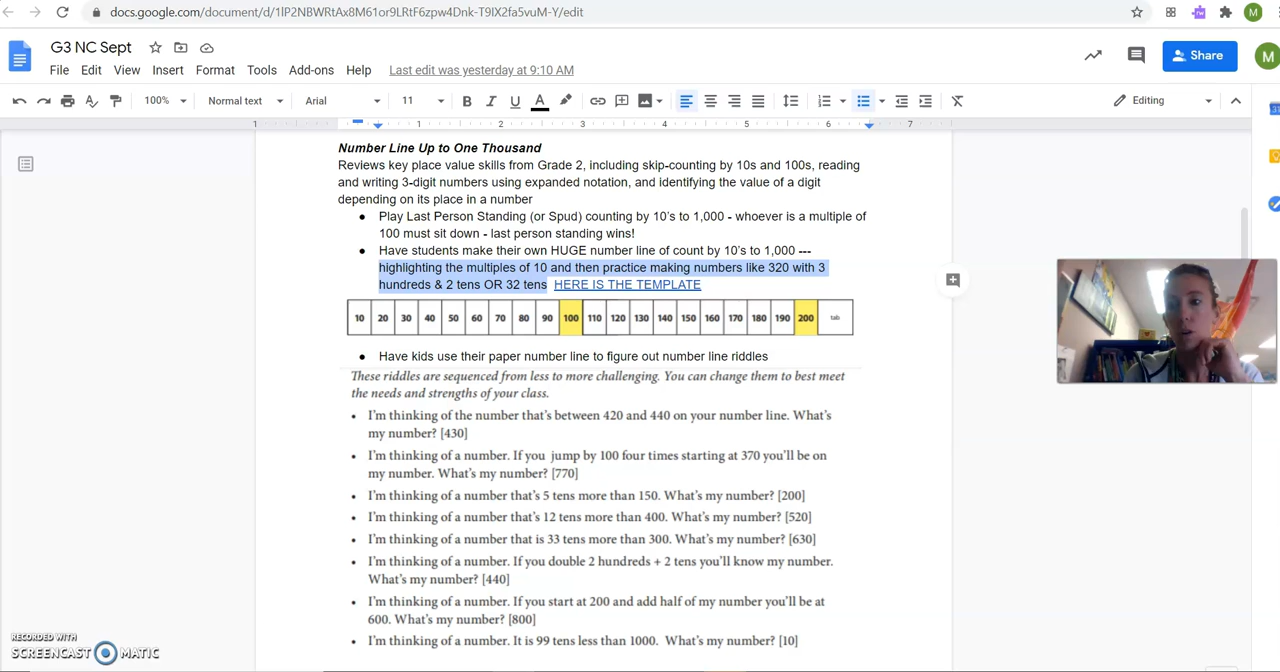 docs.google.com/document/d/1lP2NBWRtAx8M61or9LRtF6zpw4Dnk-T9lX2fa5vuM-Y/edit
M
G3 NC Sept
File Edit View Insert Format Tools Add-ons Help Last edit was yesterday at 9:10 AM
Share
M
100% Normal text Arial 11 B I U A Editing
1 1 2 3 4 5 6 7
Number Line Up to One Thousand
Reviews key place value skills from Grade 2, including skip-counting by 10s and 100s, reading
and writing 3-digit numbers using expanded notation, and identifying the value of a digit
depending on its place in a number
● Play Last Person Standing (or Spud) counting by 10's to 1,000 - whoever is a multiple of
100 must sit down - last person standing wins!
● Have students make their own HUGE number line of count by 10's to 1,000 ---
highlighting the multiples of 10 and then practice making numbers like 320 with 3
hundreds & 2 tens OR 32 tens HERE IS THE TEMPLATE
10 20 30 40 50 60 70 80 90 100 110 120 130 140 150 160 170 180 190 200 tab
● Have kids use their paper number line to figure out number line riddles
These riddles are sequenced from less to more challenging. You can change them to best meet
the needs and strengths of your class.
• I'm thinking of the number that's between 420 and 440 on your number line. What's
my number? [430]
• I'm thinking of a number. If you jump by 100 four times starting at 370 you'll be on
my number. What's my number? [770]
• I'm thinking of a number that's 5 tens more than 150. What's my number? [200]
• I'm thinking of a number that's 12 tens more than 400. What's my number? [520]
• I'm thinking of a number that is 33 tens more than 300. What's my number? [630]
• I'm thinking of a number. If you double 2 hundreds + 2 tens you'll know my number.
What's my number? [440]
• I'm thinking of a number. If you start at 200 and add half of my number you'll be at
600. What's my number? [800]
• I'm thinking of a number. It is 99 tens less than 1000. What's my number? [10]
RECORDED WITH
SCREENCAST MATIC